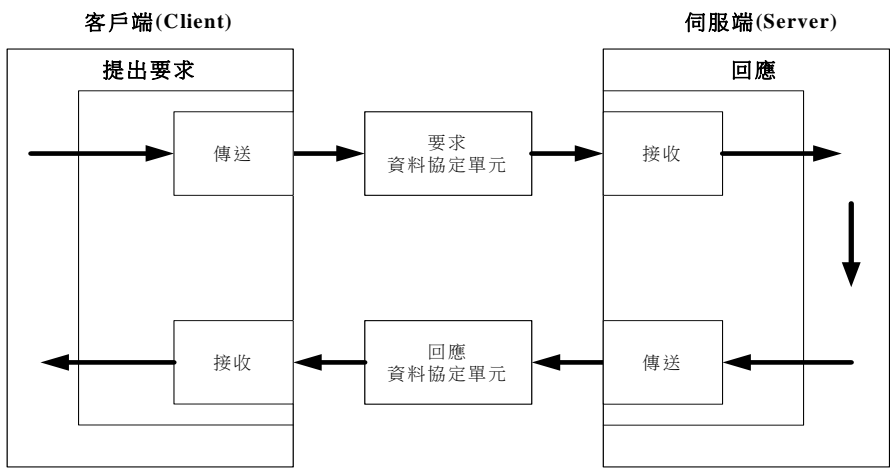 客戶端(Client)
伺服端(Server)
提出要求
回應
傳送
要求
資料協定單元
接收
接收
回應
資料協定單元
傳送